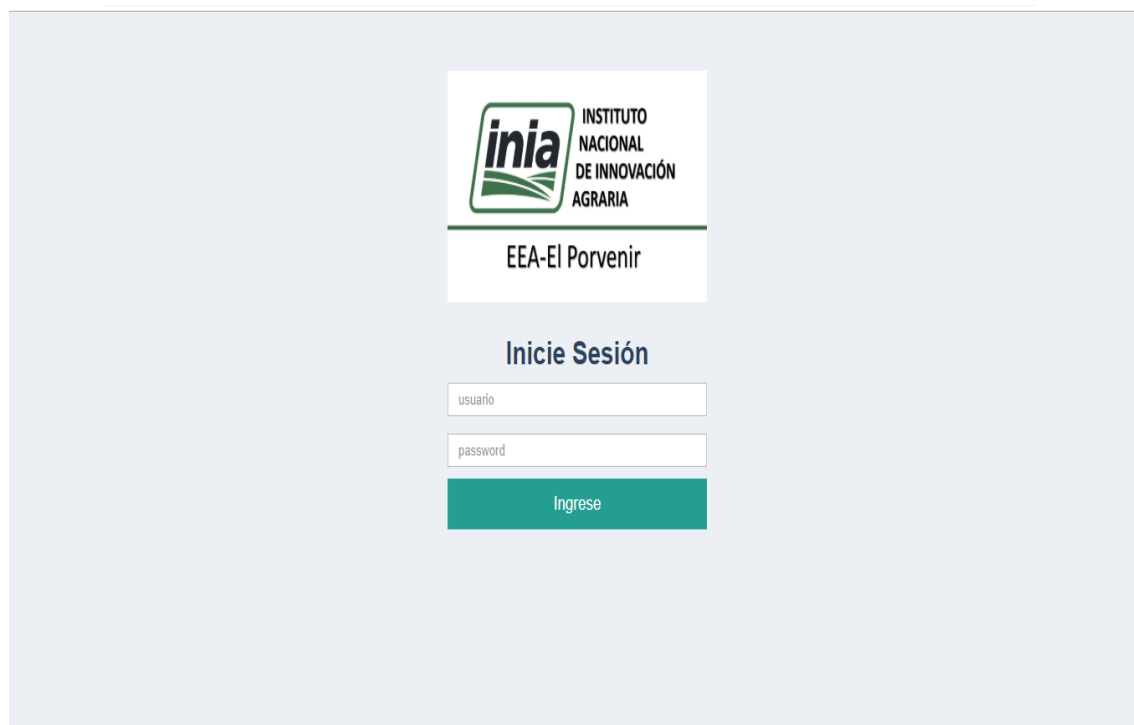 inia
INSTITUTO
NACIONAL
DE INNOVACIÓN
AGRARIA
EEA-El Porvenir
Inicie Sesión
usuario
password
Ingrese